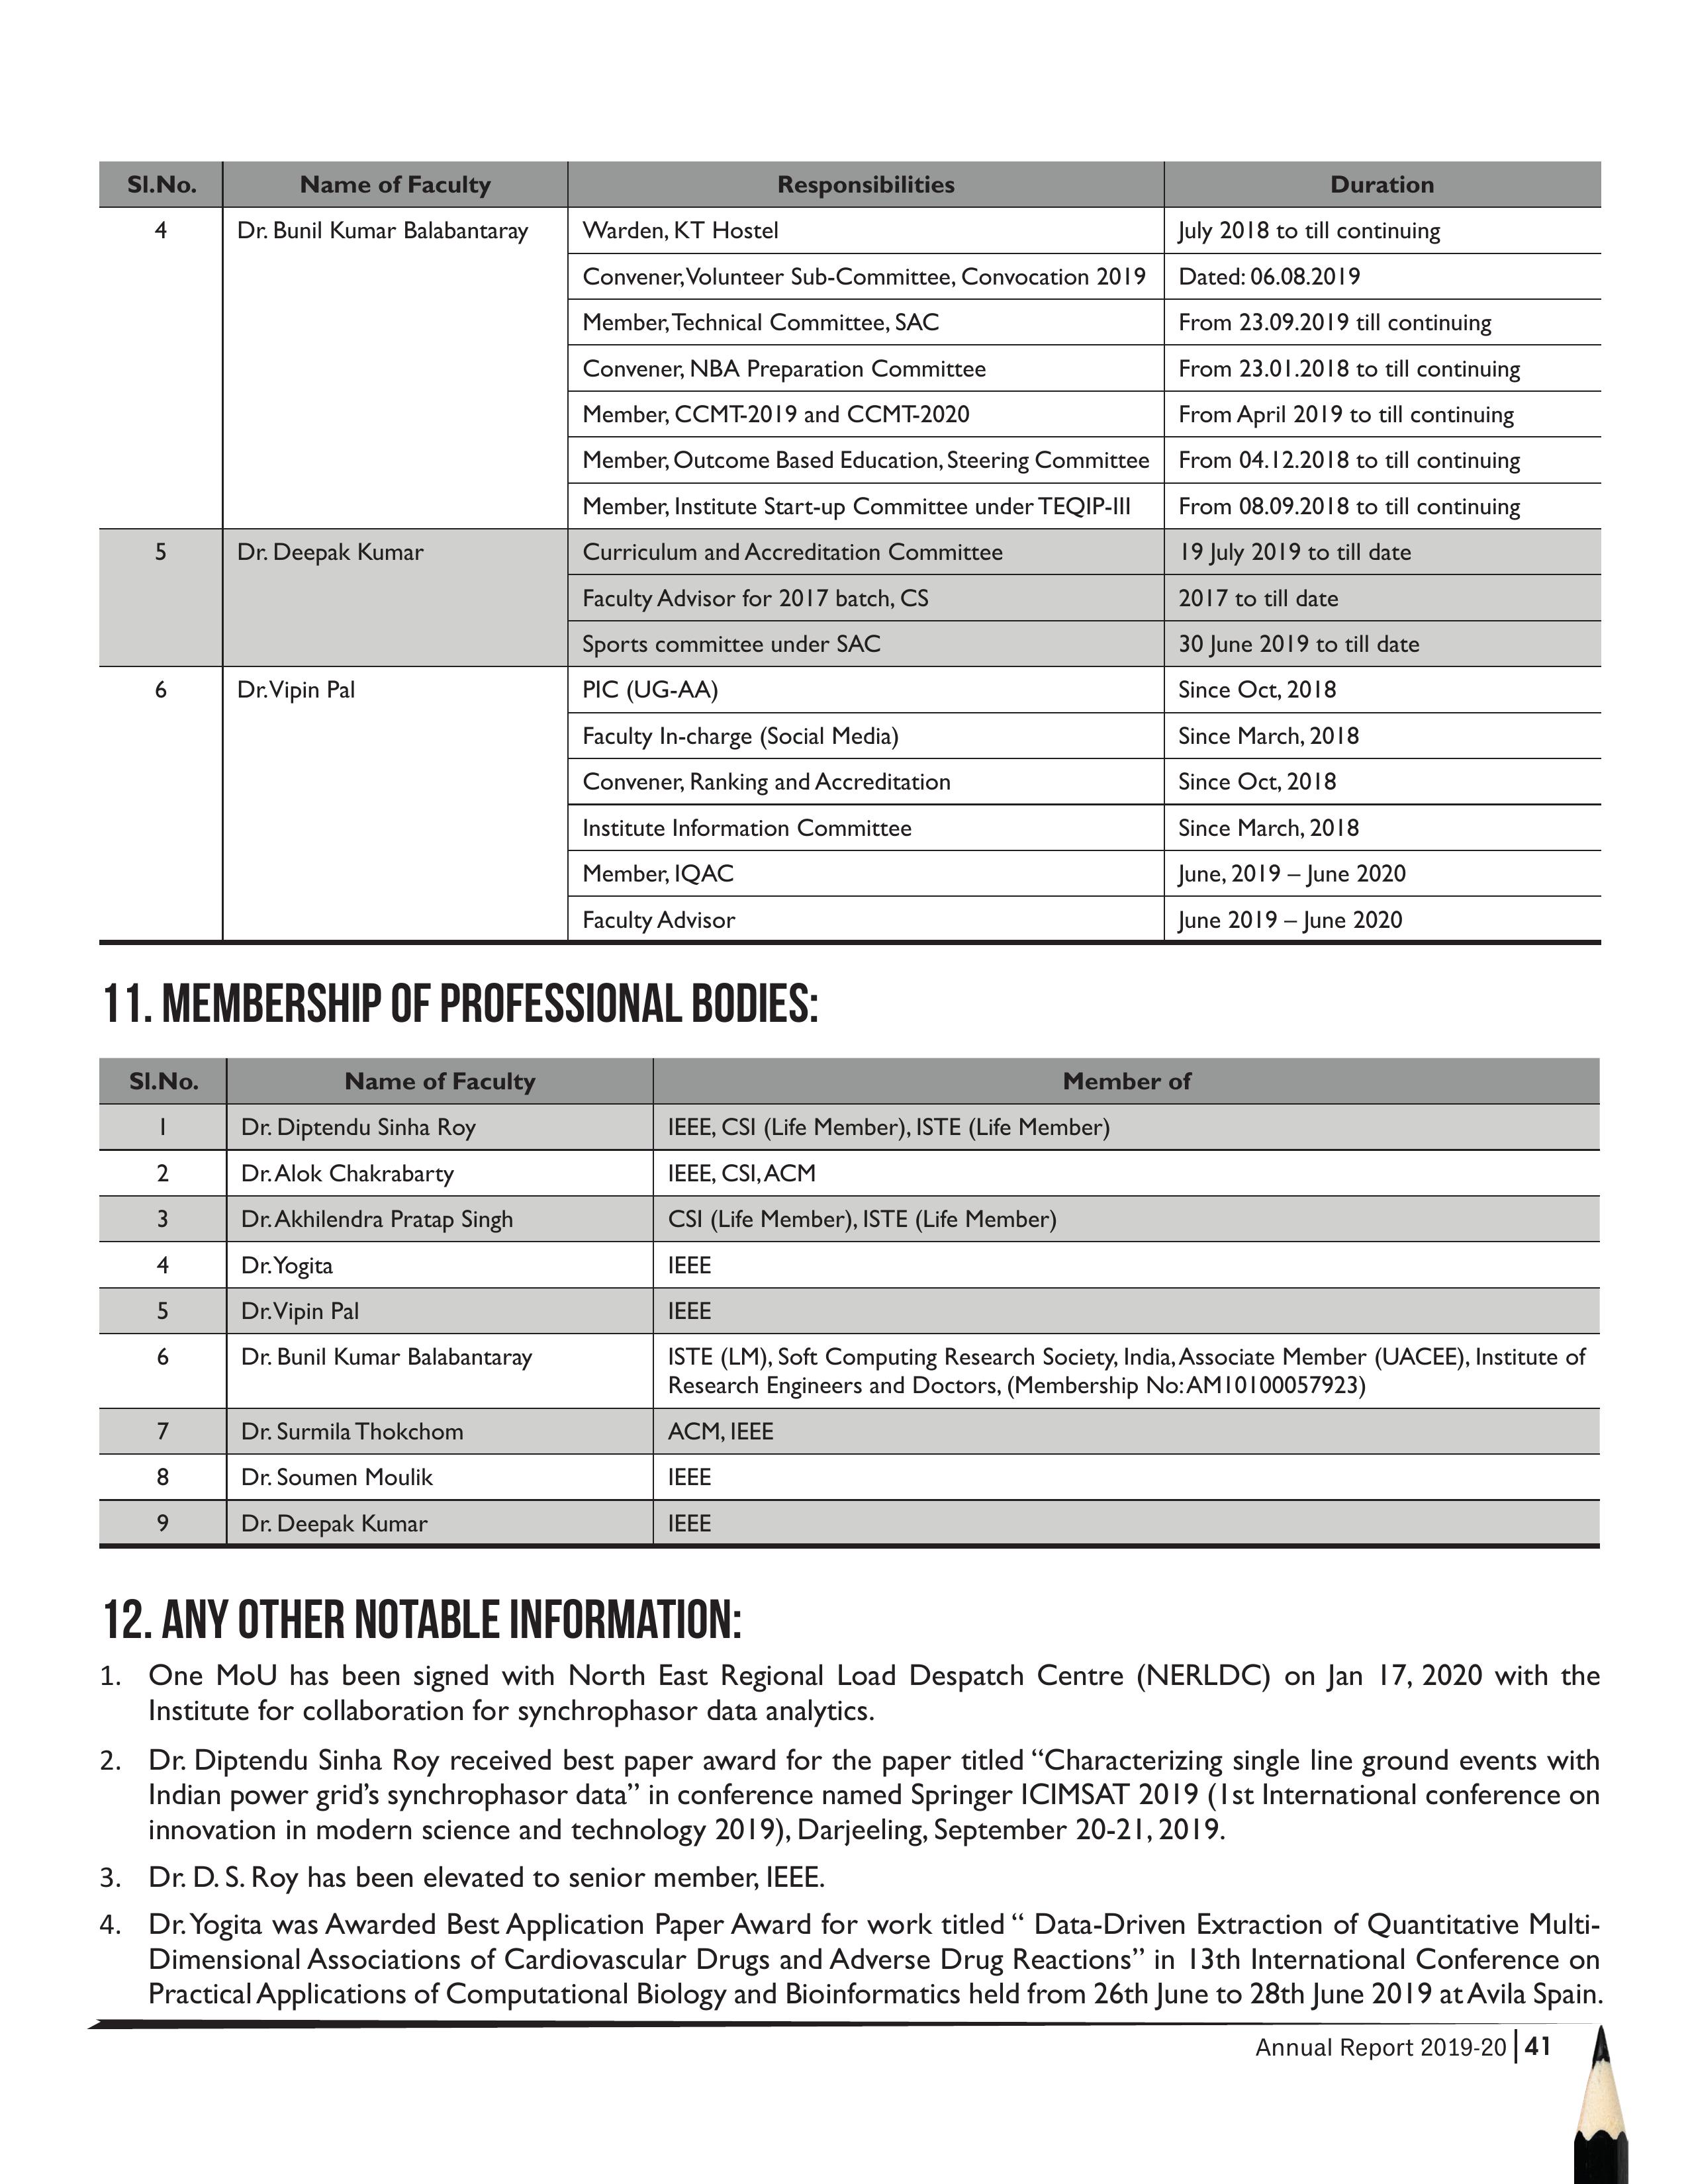 Sl.No. Name of Faculty Responsibilities Duration
4 Dr. Bunil Kumar Balabantaray Warden, KT Hostel July 2018 to till continuing
Convener, Volunteer Sub-Committee, Convocation 2019 Dated: 06.08.2019
Member, Technical Committee, SAC From 23.09.2019 till continuing
Convener, NBA Preparation Committee From 23.01.2018 to till continuing
Member, CCMT-2019 and CCMT-2020 From April 2019 to till continuing
Member, Outcome Based Education, Steering Committee From 04.12.2018 to till continuing
Member, Institute Start-up Committee under TEQIP-III From 08.09.2018 to till continuing
5 Dr. Deepak Kumar Curriculum and Accreditation Committee 19 July 2019 to till date
Faculty Advisor for 2017 batch, CS 2017 to till date
Sports committee under SAC 30 June 2019 to till date
6 Dr. Vipin Pal PIC (UG-AA) Since Oct, 2018
Faculty In-charge (Social Media) Since March, 2018
Convener, Ranking and Accreditation Since Oct, 2018
Institute Information Committee Since March, 2018
Member, IQAC June, 2019 – June 2020
Faculty Advisor June 2019 – June 2020
11. MEMBERSHIP OF PROFESSIONAL BODIES:
Sl.No. Name of Faculty Member of
1 Dr. Diptendu Sinha Roy IEEE, CSI (Life Member), ISTE (Life Member)
2 Dr. Alok Chakrabarty IEEE, CSI, ACM
3 Dr. Akhilendra Pratap Singh CSI (Life Member), ISTE (Life Member)
4 Dr. Yogita IEEE
5 Dr. Vipin Pal IEEE
6 Dr. Bunil Kumar Balabantaray ISTE (LM), Soft Computing Research Society, India, Associate Member (UACEE), Institute of
Research Engineers and Doctors, (Membership No: AM10100057923)
7 Dr. Surmila Thokchom ACM, IEEE
8 Dr. Soumen Moulik IEEE
9 Dr. Deepak Kumar IEEE
12. ANY OTHER NOTABLE INFORMATION:
1. One MoU has been signed with North East Regional Load Despatch Centre (NERLDC) on Jan 17, 2020 with the
Institute for collaboration for synchrophasor data analytics.
2. Dr. Diptendu Sinha Roy received best paper award for the paper titled “Characterizing single line ground events with
Indian power grid’s synchrophasor data” in conference named Springer ICIMSAT 2019 (1st International conference on
innovation in modern science and technology 2019), Darjeeling, September 20-21, 2019.
3. Dr. D. S. Roy has been elevated to senior member, IEEE.
4. Dr. Yogita was Awarded Best Application Paper Award for work titled “ Data-Driven Extraction of Quantitative Multi-
Dimensional Associations of Cardiovascular Drugs and Adverse Drug Reactions” in 13th International Conference on
Practical Applications of Computational Biology and Bioinformatics held from 26th June to 28th June 2019 at Avila Spain.
Annual Report 2019-20 41